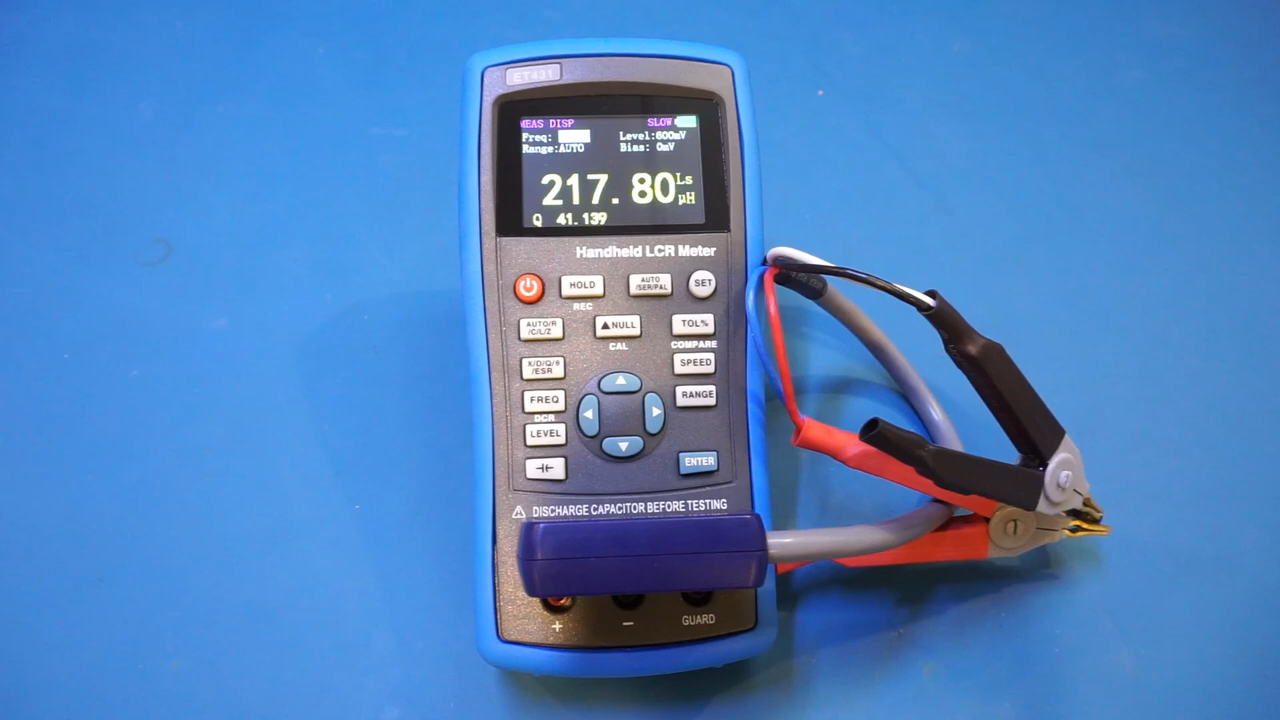 ET431
MEAS DISP SLOW
Freq: Level:600mV
Range:AUTO Bias: 0mV
217.80 Ls
µH
Q 41.139
Handheld LCR Meter
HOLD AUTO /SER/PAL SET
REC
AUTO/R /C/L/Z ▲NULL TOL%
CAL COMPARE
X/D/Q/θ /ESR SPEED
FREQ RANGE
DCR
LEVEL
ENTER
⚠ DISCHARGE CAPACITOR BEFORE TESTING
+ − GUARD